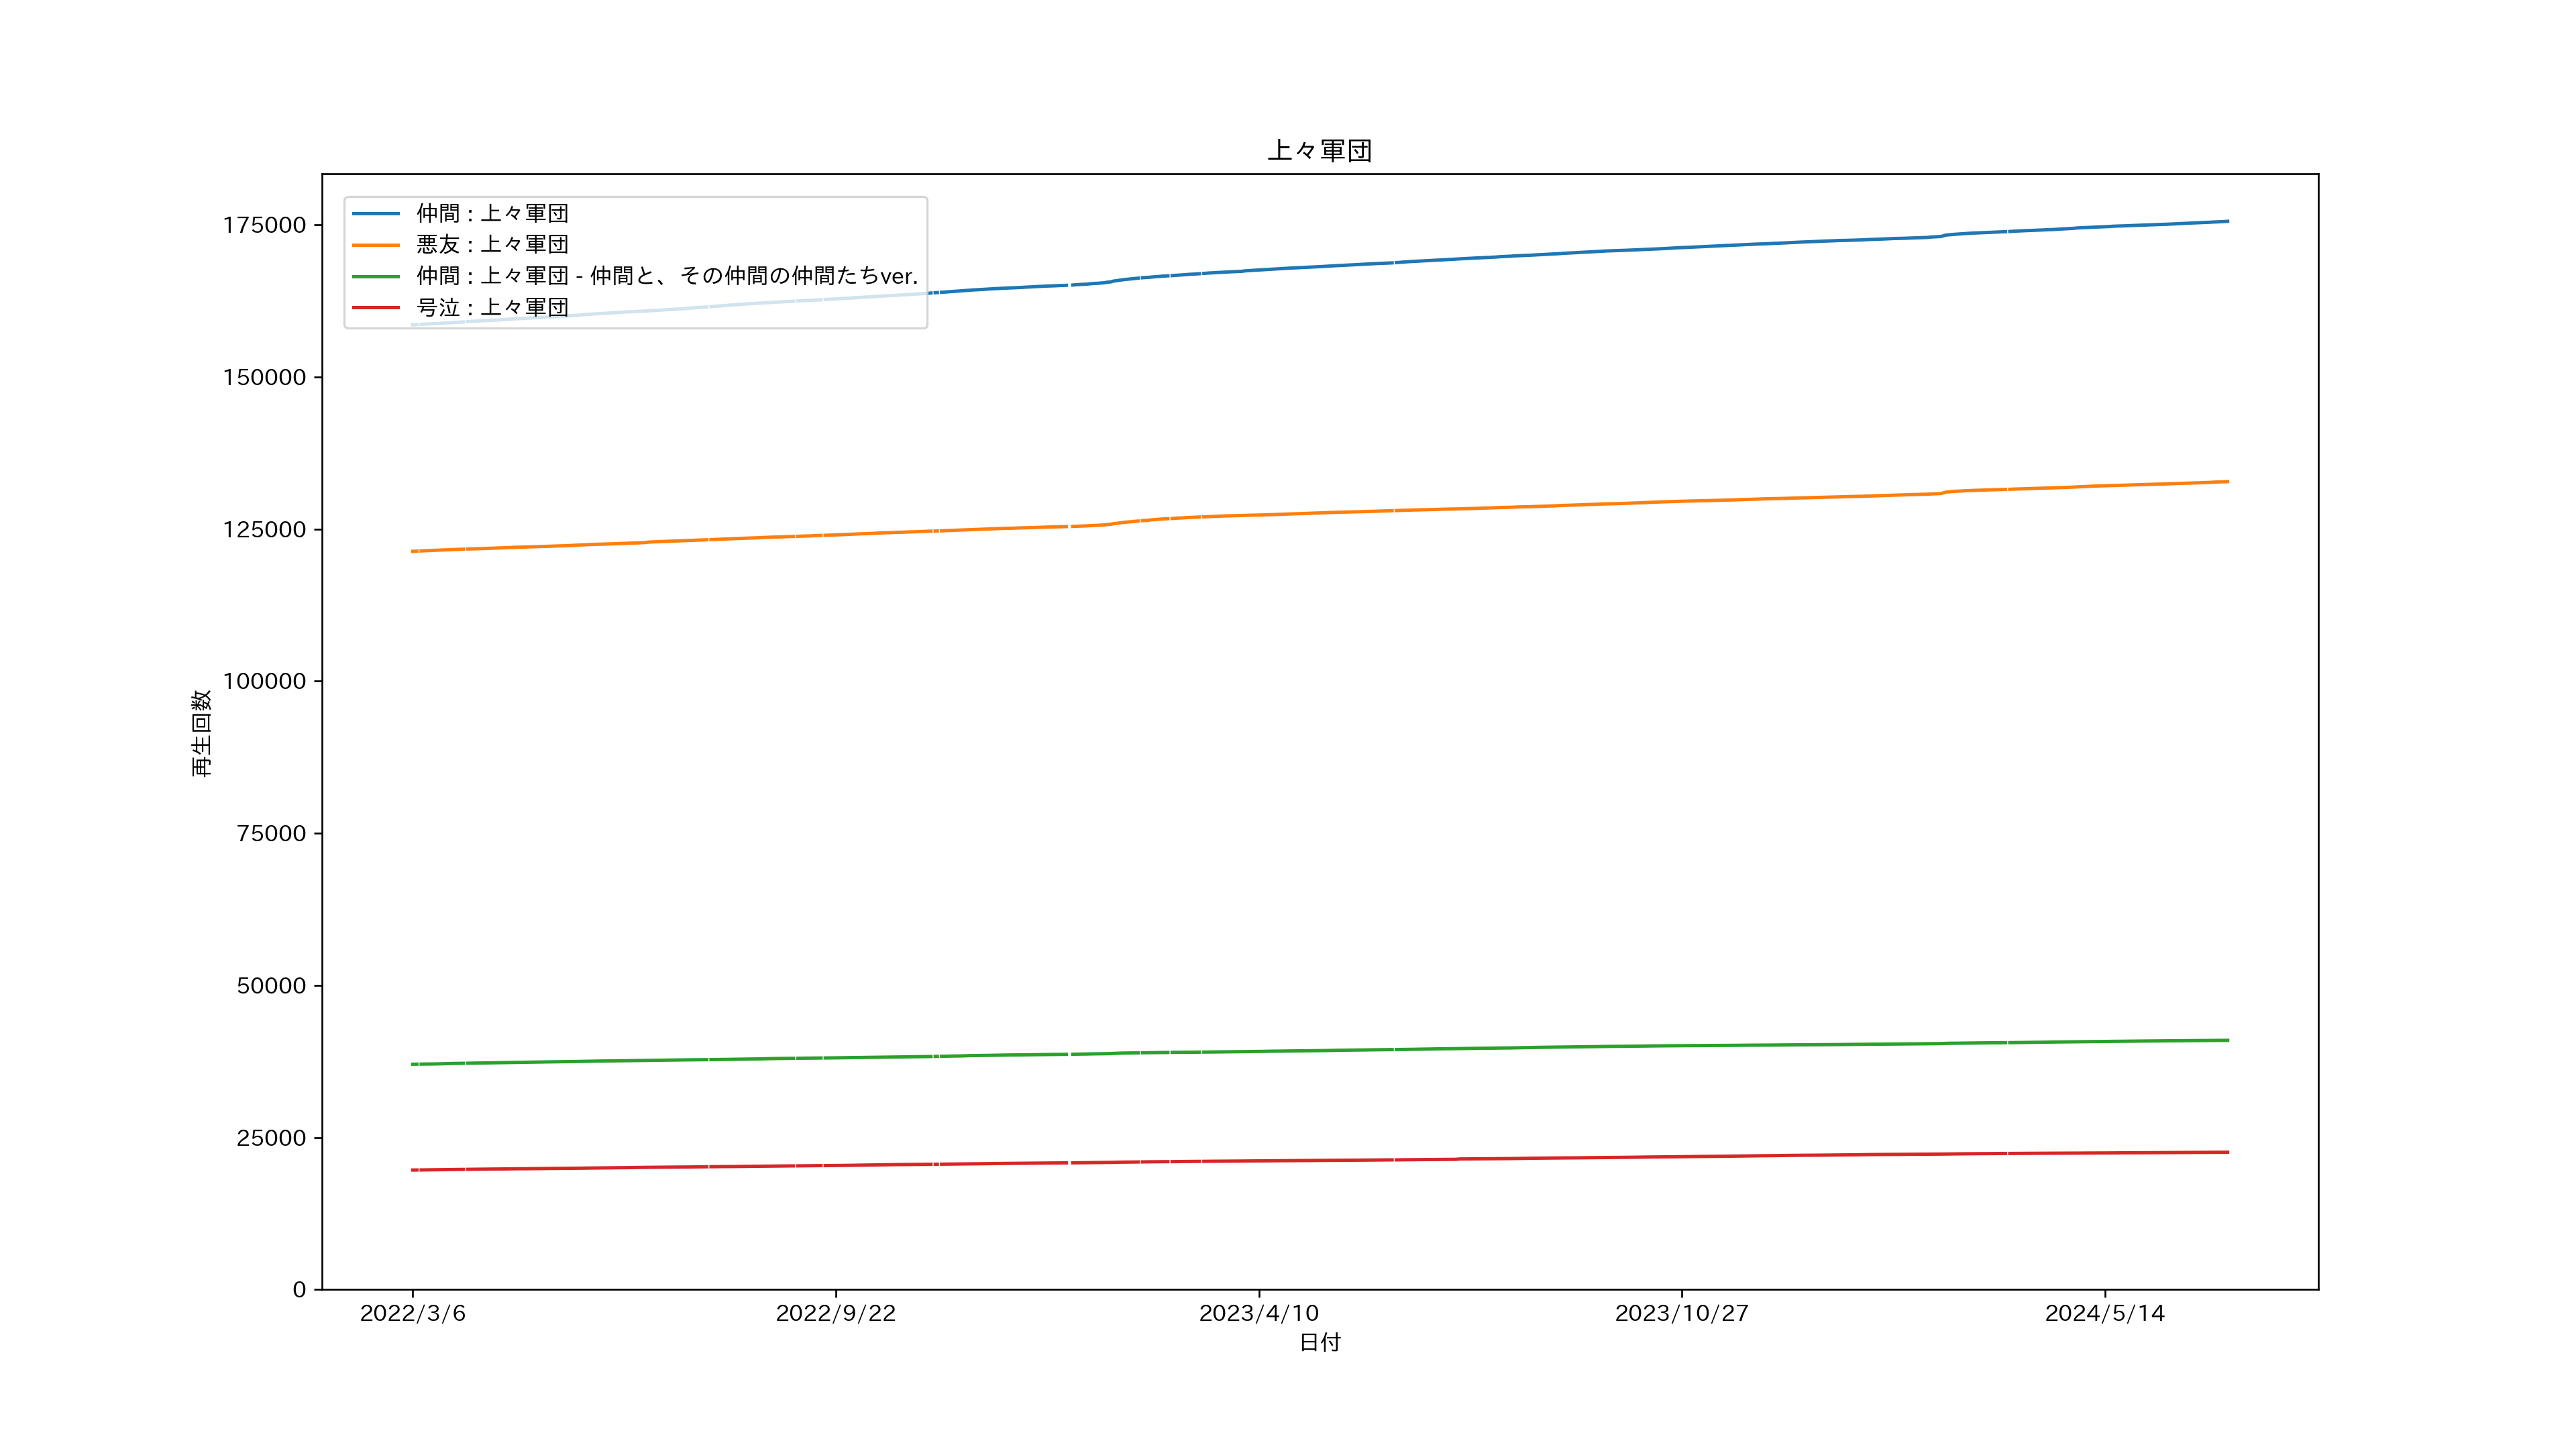 上々軍団
仲間 : 上々軍団
悪友 : 上々軍団
仲間 : 上々軍団 - 仲間と、その仲間の仲間たちver.
号泣 : 上々軍団
175000
150000
125000
100000
75000
50000
25000
0
再生回数
2022/3/6
2022/9/22
2023/4/10
2023/10/27
2024/5/14
日付